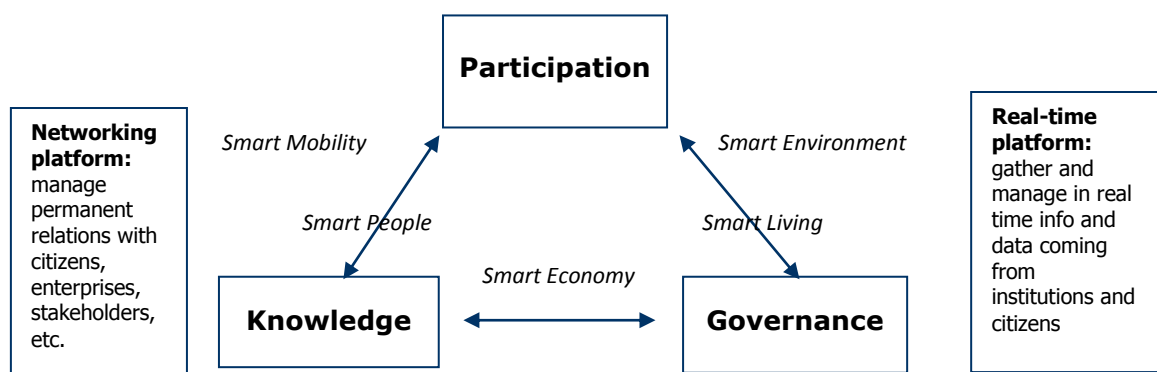 Participation
Networking
platform:
manage
permanent
relations with
citizens,
enterprises,
stakeholders,
etc.
Smart Mobility
Smart People
Knowledge
Smart Economy
Smart Environment
Smart Living
Governance
Real-time
platform:
gather and
manage in real
time info and
data coming
from
institutions and
citizens